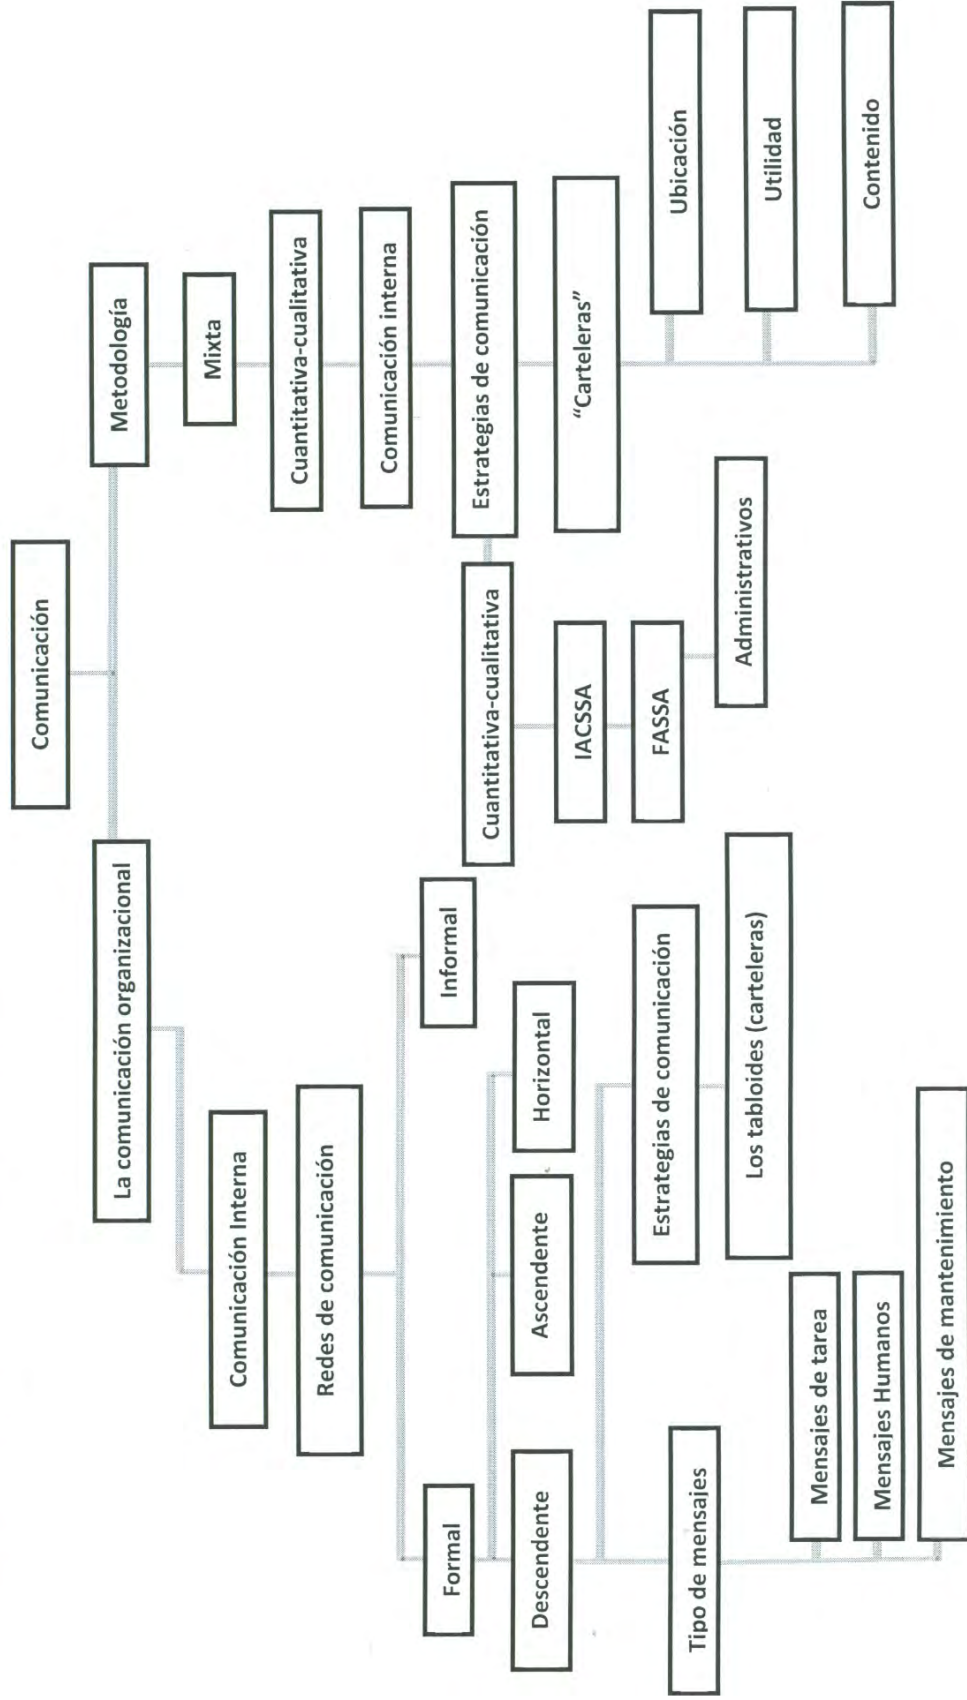 Comunicación
La comunicación organizacional
Metodología
Comunicación Interna
Mixta
Redes de comunicación
Cuantitativa-cualitativa
Comunicación interna
Formal
Informal
Estrategias de comunicación
Descendente
Ascendente
Horizontal
Cuantitativa-cualitativa
"Carteleras"
IACSSA
Estrategias de comunicación
FASSA
Ubicación
Tipo de mensajes
Los tabloides (carteleras)
Administrativos
Utilidad
Mensajes de tarea
Mensajes Humanos
Contenido
Mensajes de mantenimiento